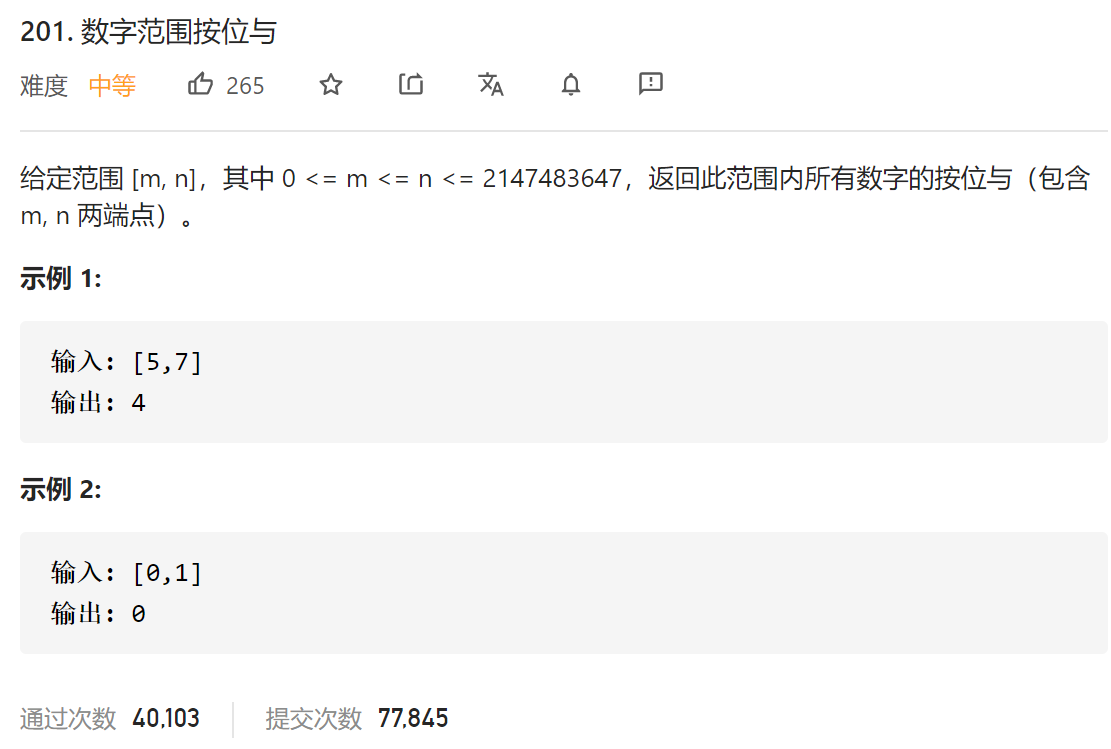 201. 数字范围按位与
难度 中等 265
给定范围 [m, n]，其中 0 <= m <= n <= 2147483647，返回此范围内所有数字的按位与（包含
m, n 两端点）。
示例 1:
输入: [5,7]
输出: 4
示例 2:
输入: [0,1]
输出: 0
通过次数 40,103 提交次数 77,845